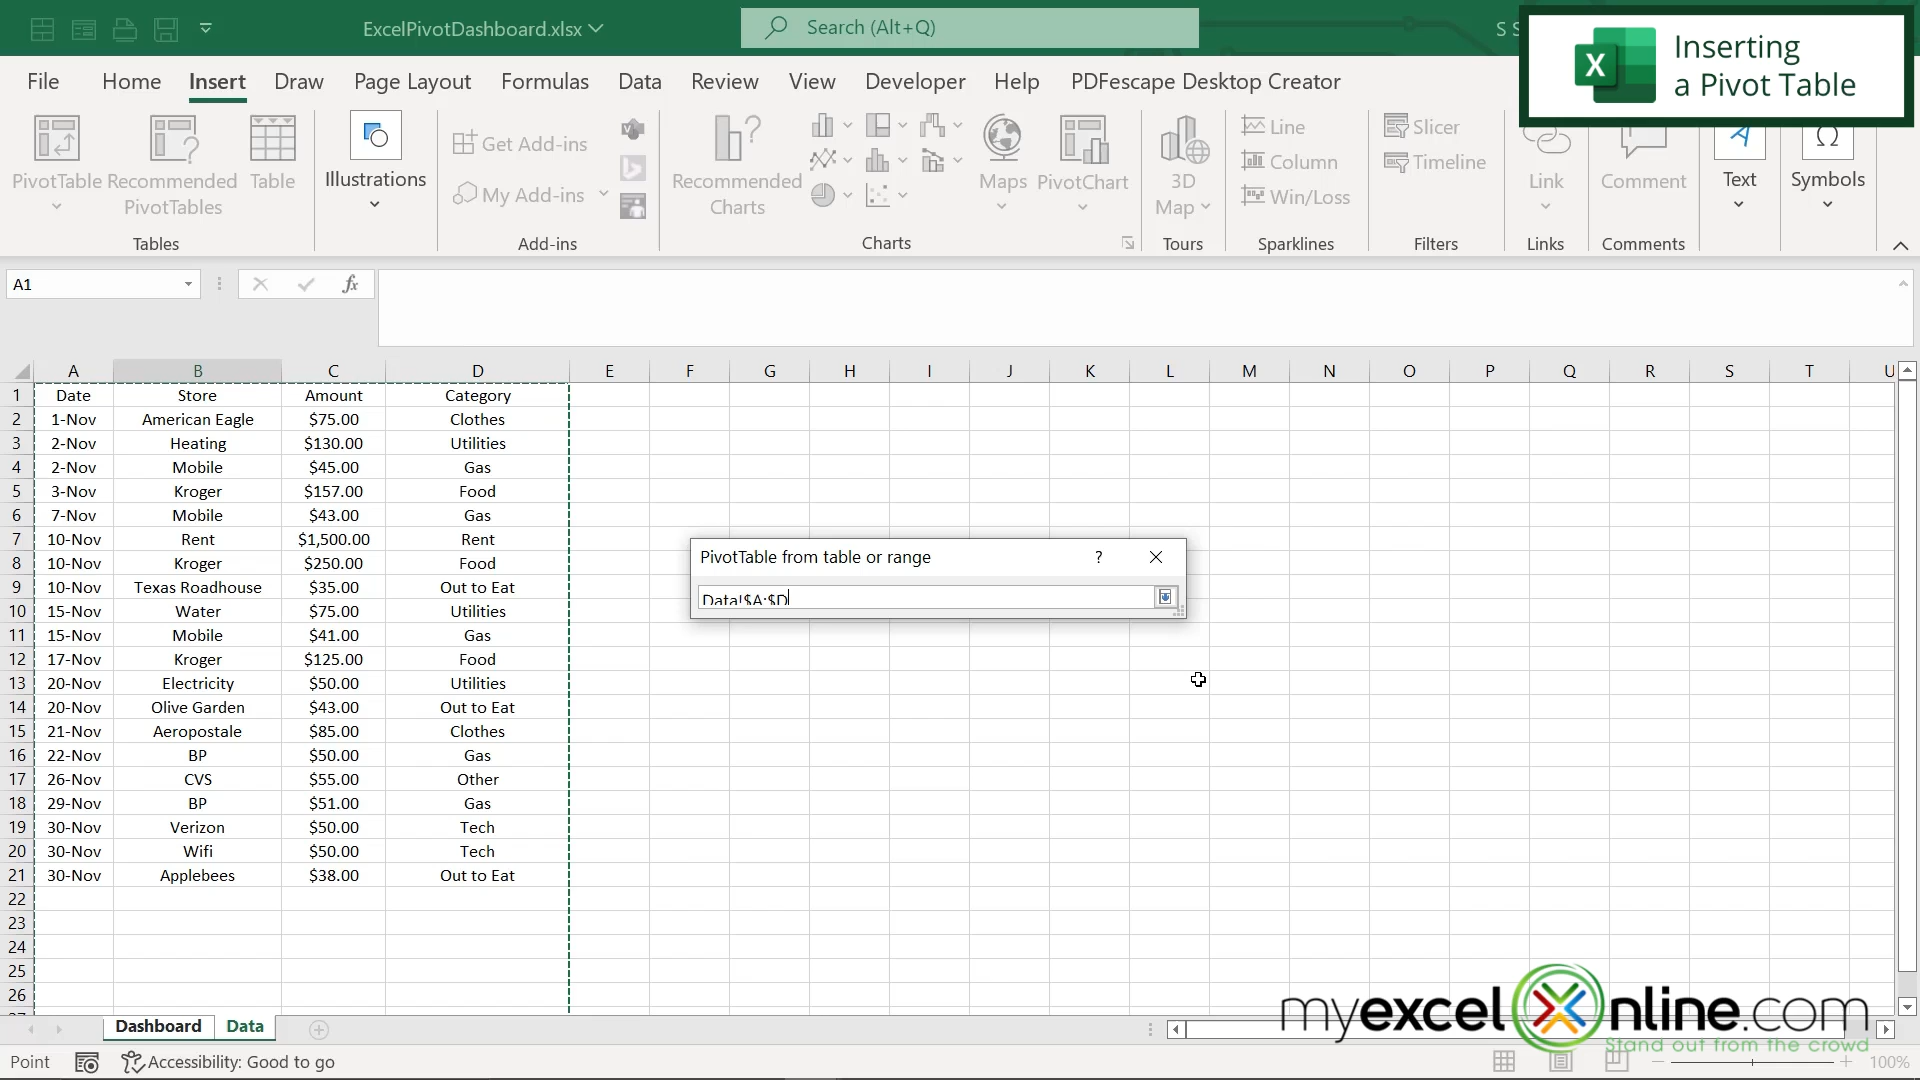 ExcelPivotDashboard.xlsx
Search (Alt+Q)
S S
Inserting
a Pivot Table
File Home Insert Draw Page Layout Formulas Data Review View Developer Help PDFescape Desktop Creator
PivotTable Recommended PivotTables Table
Tables
Illustrations
Get Add-ins
My Add-ins
Add-ins
Recommended Charts
Maps PivotChart
Charts
3D Map
Tours
Line
Column
Win/Loss
Sparklines
Slicer
Timeline
Filters
Link
Links
Comment
Comments
Text
Symbols
A1
fx
A B C D E F G H I J K L M N O P Q R S T U
1 Date Store Amount Category
2 1-Nov American Eagle $75.00 Clothes
3 2-Nov Heating $130.00 Utilities
4 2-Nov Mobile $45.00 Gas
5 3-Nov Kroger $157.00 Food
6 7-Nov Mobile $43.00 Gas
7 10-Nov Rent $1,500.00 Rent
8 10-Nov Kroger $250.00 Food
9 10-Nov Texas Roadhouse $35.00 Out to Eat
10 15-Nov Water $75.00 Utilities
11 15-Nov Mobile $41.00 Gas
12 17-Nov Kroger $125.00 Food
13 20-Nov Electricity $50.00 Utilities
14 20-Nov Olive Garden $43.00 Out to Eat
15 21-Nov Aeropostale $85.00 Clothes
16 22-Nov BP $50.00 Gas
17 26-Nov CVS $55.00 Other
18 29-Nov BP $51.00 Gas
19 30-Nov Verizon $50.00 Tech
20 30-Nov Wifi $50.00 Tech
21 30-Nov Applebees $38.00 Out to Eat
22
23
24
25
26
PivotTable from table or range ?
Data!$A:$D
myexcelOnline.com
Stand out from the crowd
Dashboard Data
Point Accessibility: Good to go 100%